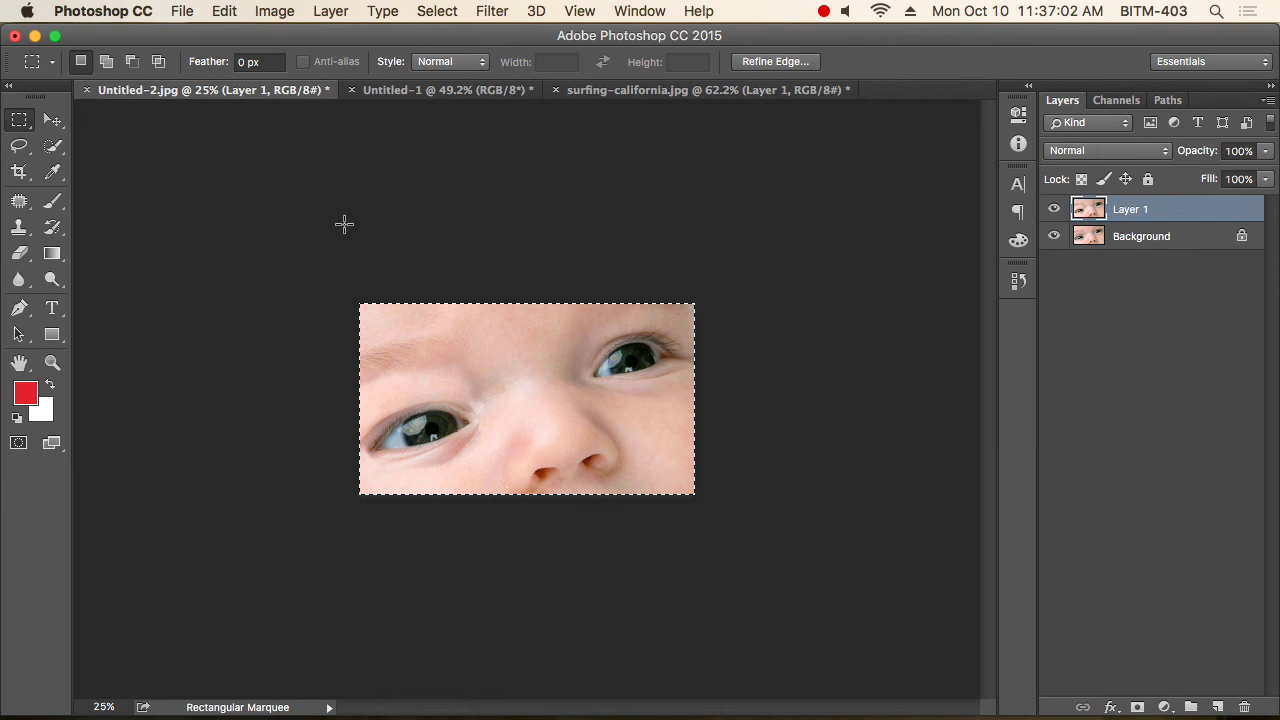 Photoshop CC File Edit Image Layer Type Select Filter 3D View Window Help Mon Oct 10 11:37:02 AM BITM-403
Adobe Photoshop CC 2015
Feather: 0 px Anti-alias Style: Normal Width: Height: Refine Edge... Essentials
Untitled-2.jpg @ 25% (Layer 1, RGB/8#) * Untitled-1 @ 49.2% (RGB/8*) * surfing-california.jpg @ 62.2% (Layer 1, RGB/8#) *
Layers Channels Paths
Kind
Normal Opacity: 100%
Lock: Fill: 100%
Layer 1
Background
25% Rectangular Marquee